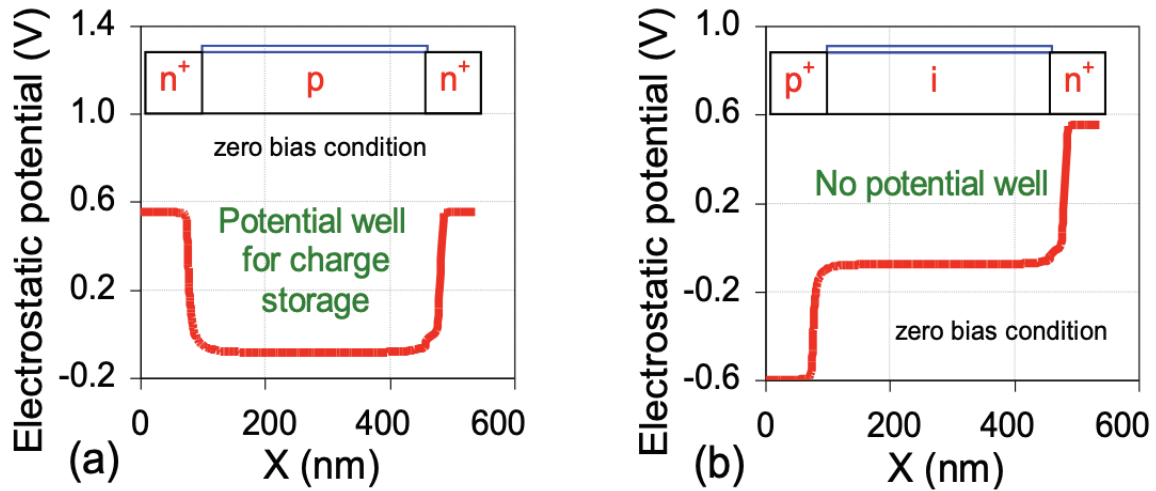 Electrostatic potential (V)
1.4
1.0
0.6
0.2
-0.2
n+
p
n+
zero bias condition
Potential well
for charge
storage
0
200
400
600
X (nm)
(a)
Electrostatic potential (V)
1.0
0.6
0.2
-0.2
-0.6
p+
i
n+
No potential well
zero bias condition
0
200
400
600
X (nm)
(b)